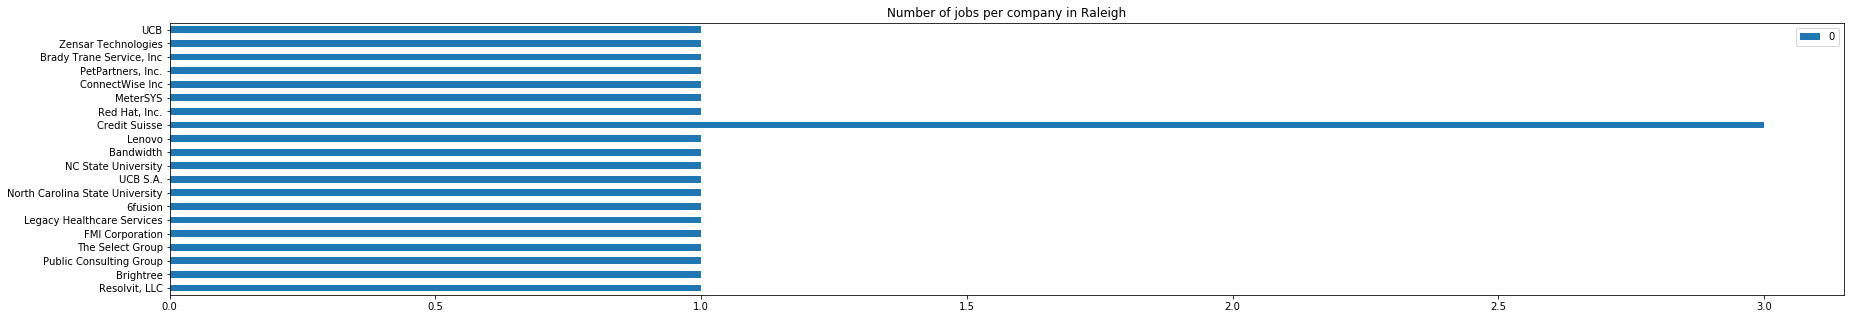 Number of jobs per company in Raleigh
0
UCB
Zensar Technologies
Brady Trane Service, Inc
PetPartners, Inc.
ConnectWise Inc
MeterSYS
Red Hat, Inc.
Credit Suisse
Lenovo
Bandwidth
NC State University
UCB S.A.
North Carolina State University
6fusion
Legacy Healthcare Services
FMI Corporation
The Select Group
Public Consulting Group
Brightree
Resolvit, LLC
0.0 0.5 1.0 1.5 2.0 2.5 3.0